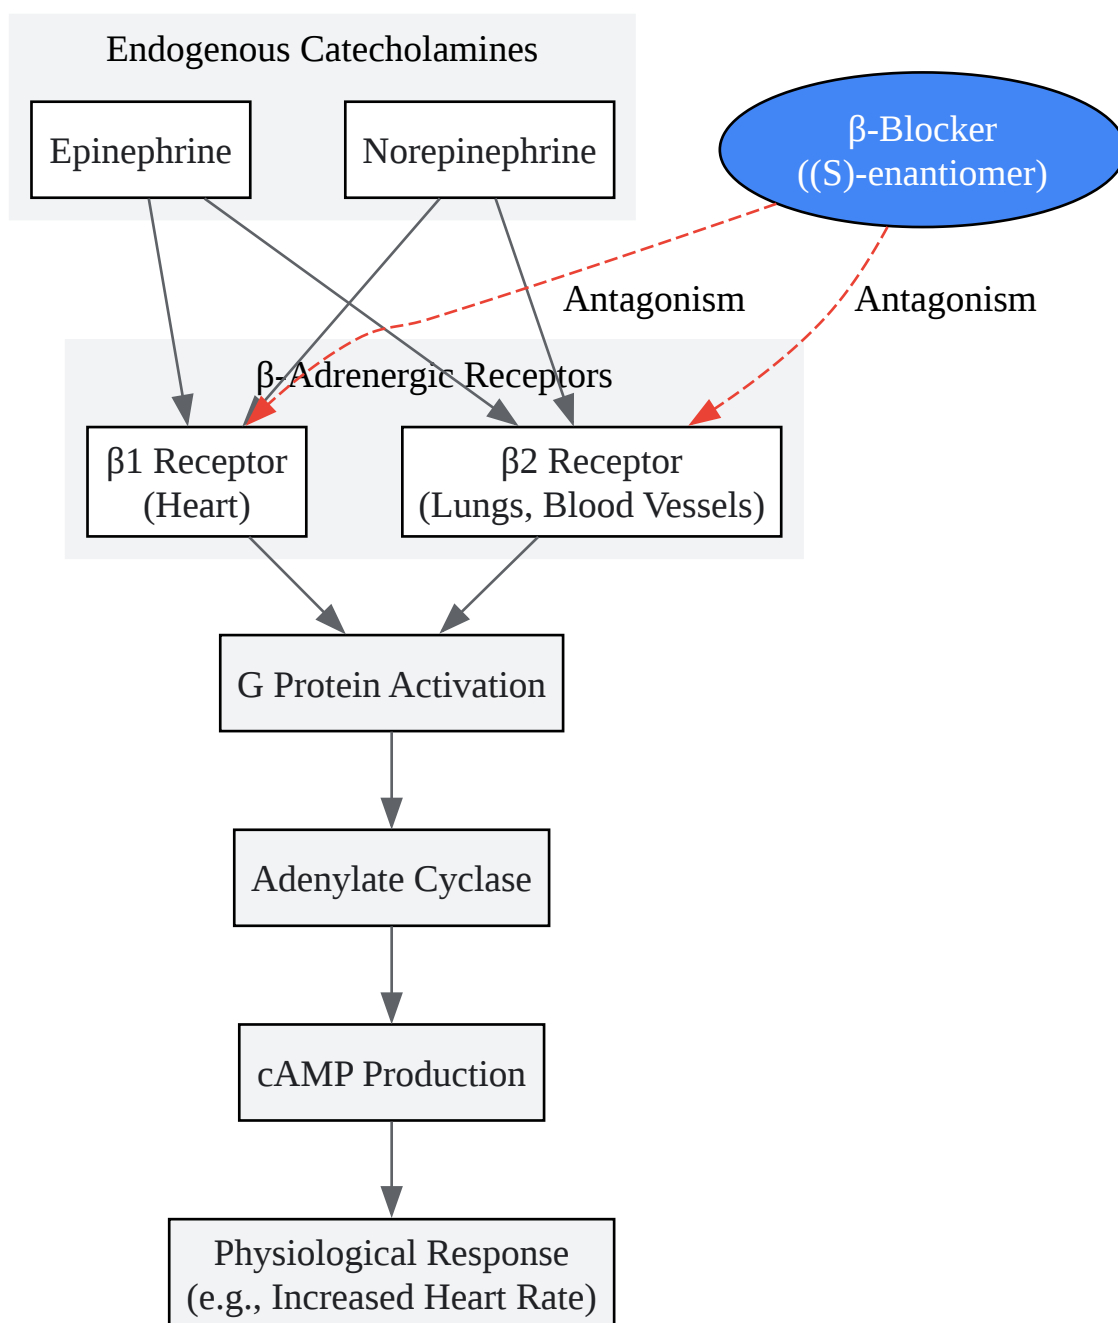 Endogenous Catecholamines
Epinephrine
Norepinephrine
β-Blocker
((S)-enantiomer)
Antagonism
Antagonism
β-Adrenergic Receptors
β1 Receptor
(Heart)
β2 Receptor
(Lungs, Blood Vessels)
G Protein Activation
Adenylate Cyclase
cAMP Production
Physiological Response
(e.g., Increased Heart Rate)